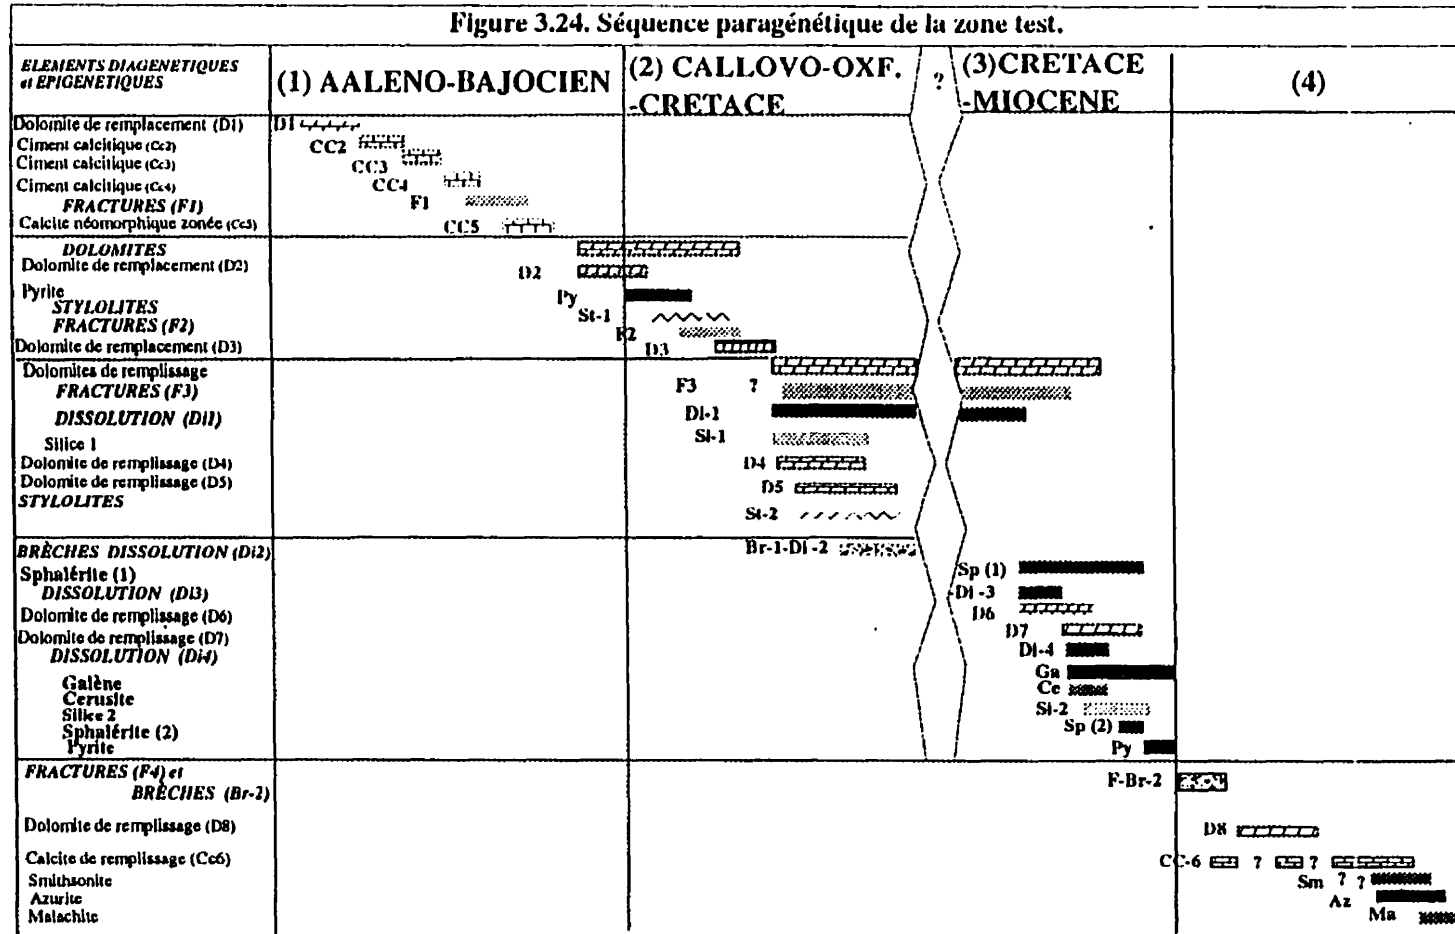 Figure 3.24. Séquence paragénétique de la zone test.
ELEMENTS DIAGENETIQUES
et EPIGENETIQUES
(1) AALENO-BAJOCIEN
(2) CALLOVO-OXF.
-CRETACE
?
(3)CRETACE
-MIOCENE
(4)
Dolomite de remplacement (D1) D1
Ciment calcitique (Cc2) CC2
Ciment calcitique (Cc3) CC3
Ciment calcitique (Cc4) CC4
FRACTURES (F1) F1
Calcite néomorphique zonée (Cc5) CC5
DOLOMITES
Dolomite de remplacement (D2) D2
Pyrite Py
STYLOLITES St-1
FRACTURES (F2) F2
Dolomite de remplacement (D3) D3
Dolomites de remplissage
FRACTURES (F3) F3 ?
DISSOLUTION (Di1) Di-1
Silice 1 Si-1
Dolomite de remplissage (D4) D4
Dolomite de remplissage (D5) D5
STYLOLITES St-2
BRÈCHES DISSOLUTION (Di2) Br-1-Di-2
Sphalérite (1) Sp (1)
DISSOLUTION (Di3) -Di-3
Dolomite de remplissage (D6) D6
Dolomite de remplissage (D7) D7
DISSOLUTION (Di4) Di-4
Galène Ga
Cerusite Ce
Silice 2 Si-2
Sphalérite (2) Sp (2)
Pyrite Py
FRACTURES (F4) et
BRÈCHES (Br-2) F-Br-2
Dolomite de remplissage (D8) D8
Calcite de remplissage (Cc6) CC-6 ? ?
Smithsonite Sm ? ?
Azurite Az
Malachite Ma